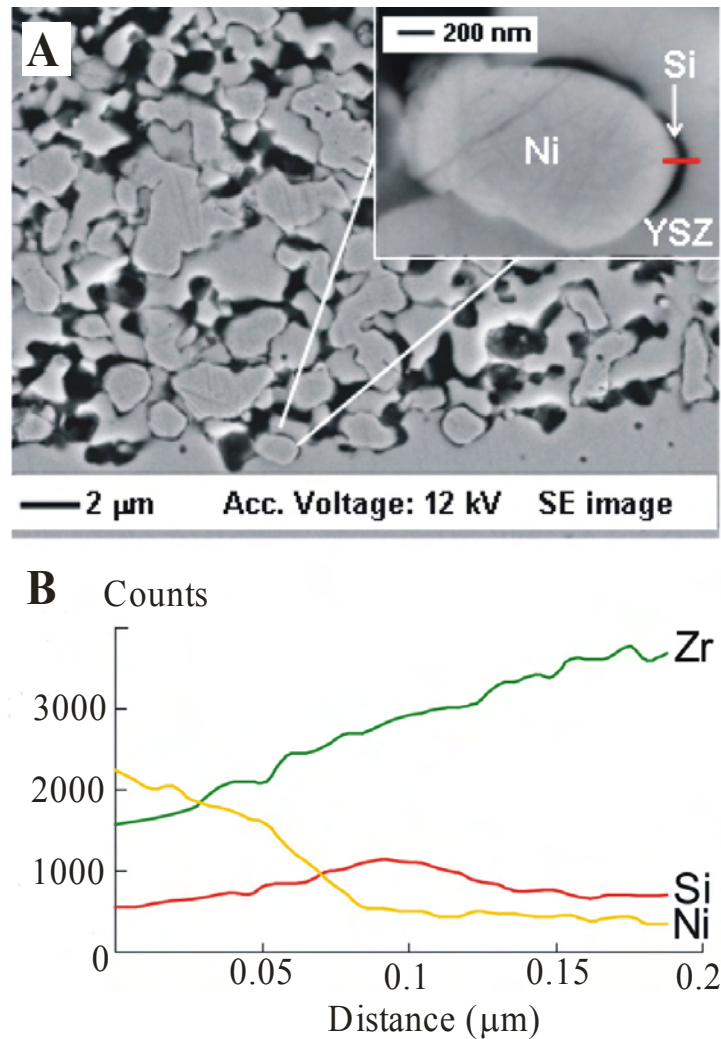 A
200 nm
Si
Ni
YSZ
2 µm Acc. Voltage: 12 kV SE image
B Counts
Zr
3000
2000
1000
Si
Ni
0
0.05 0.1 0.15 0.2
Distance (µm)